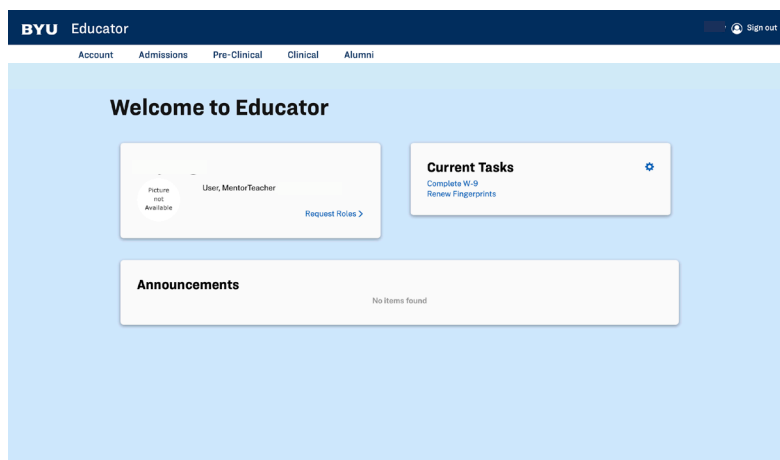 BYU Educator Sign out
Account Admissions Pre-Clinical Clinical Alumni
Welcome to Educator
Picture
not
Available
User, MentorTeacher
Request Roles >
Current Tasks
Complete W-9
Renew Fingerprints
Announcements
No items found